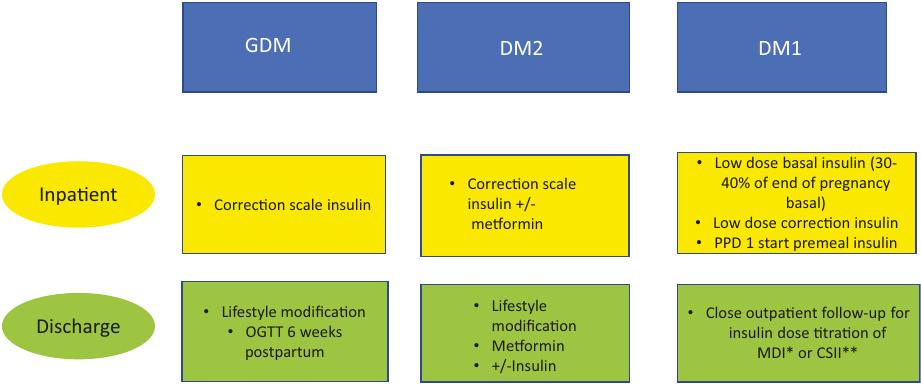 GDM
DM2
DM1
Inpatient
• Correction scale insulin
• Correction scale
insulin +/-
metformin
• Low dose basal insulin (30-
40% of end of pregnancy
basal)
• Low dose correction insulin
• PPD 1 start premeal insulin
Discharge
• Lifestyle modification
• OGTT 6 weeks
postpartum
• Lifestyle
modification
• Metformin
• +/-Insulin
• Close outpatient follow-up for
insulin dose titration of
MDI* or CSII**